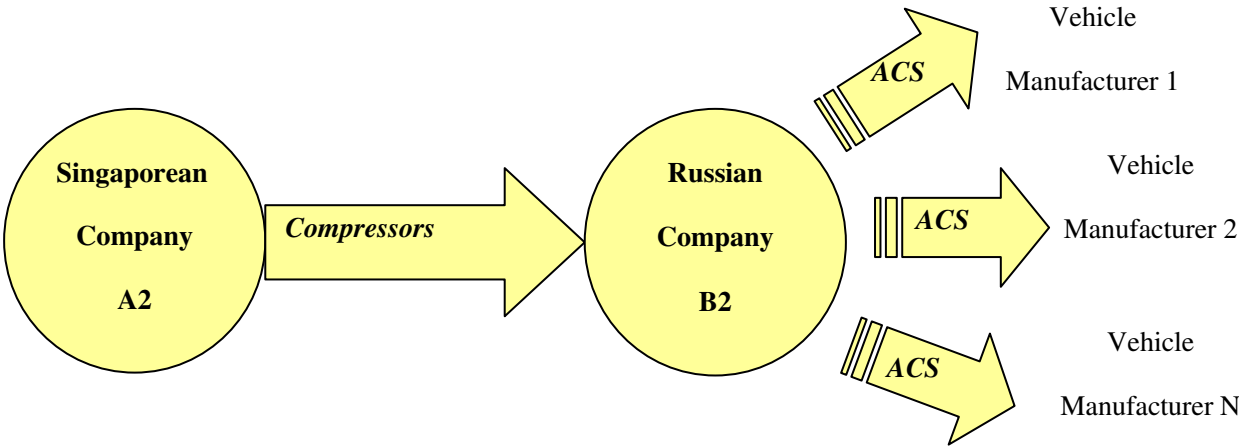 Singaporean
Company
A2
Compressors
Russian
Company
B2
ACS
Vehicle
Manufacturer 1
ACS
Vehicle
Manufacturer 2
ACS
Vehicle
Manufacturer N